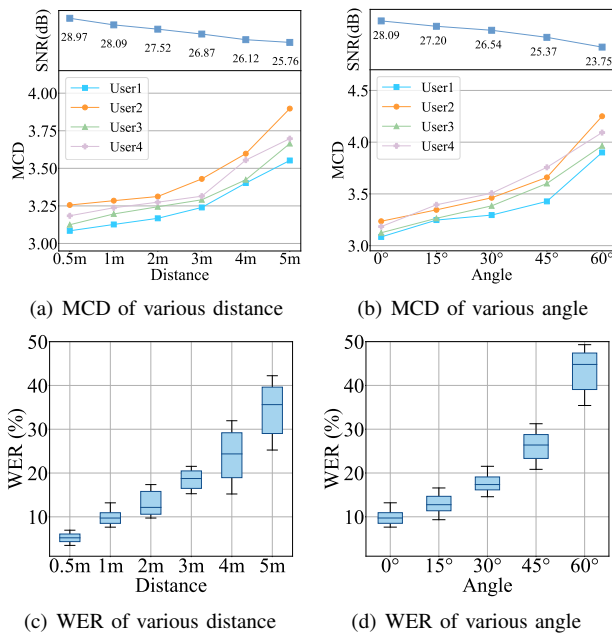 SNR(dB)
28.97 28.09 27.52 26.87 26.12 25.76
MCD
4.00
3.75
3.50
3.25
3.00
User1
User2
User3
User4
0.5m 1m 2m 3m 4m 5m
Distance
(a) MCD of various distance
SNR(dB)
28.09 27.20 26.54 25.37 23.75
MCD
4.5
4.0
3.5
3.0
User1
User2
User3
User4
0° 15° 30° 45° 60°
Angle
(b) MCD of various angle
WER (%)
50
40
30
20
10
0.5m 1m 2m 3m 4m 5m
Distance
(c) WER of various distance
WER (%)
50
40
30
20
10
0° 15° 30° 45° 60°
Angle
(d) WER of various angle